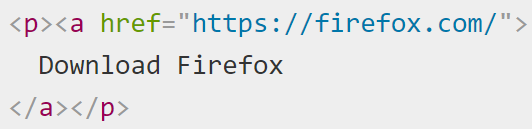 <p><a href="https://firefox.com/">
  Download Firefox
</a></p>